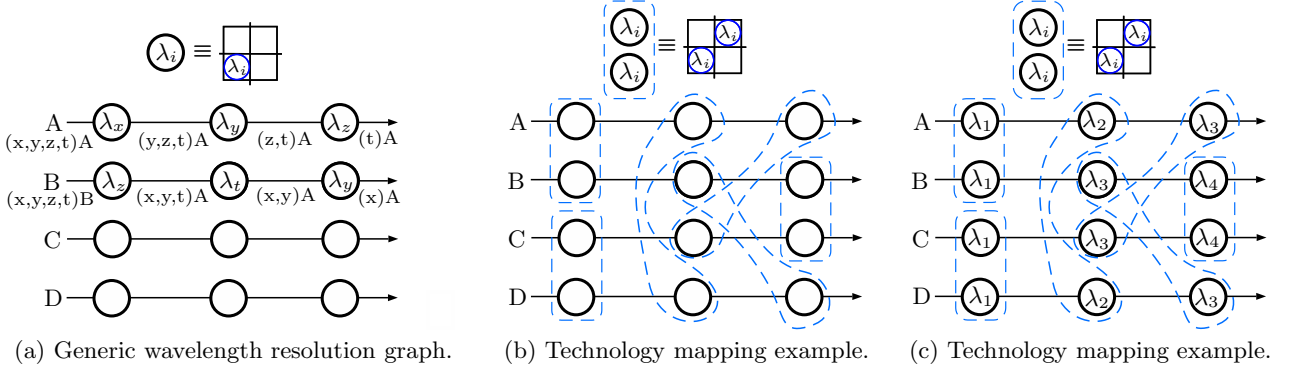 λi ≡ λi
A λx λy λz
(x,y,z,t)A (y,z,t)A (z,t)A (t)A
B λz λt λy
(x,y,z,t)B (x,y,t)A (x,y)A (x)A
C
D
(a) Generic wavelength resolution graph.
λi ≡ λi
λi λi
A
B
C
D
(b) Technology mapping example.
λi ≡ λi
λi λi
A λ1 λ2 λ3
B λ1 λ3 λ4
C λ1 λ3 λ4
D λ1 λ2 λ3
(c) Technology mapping example.